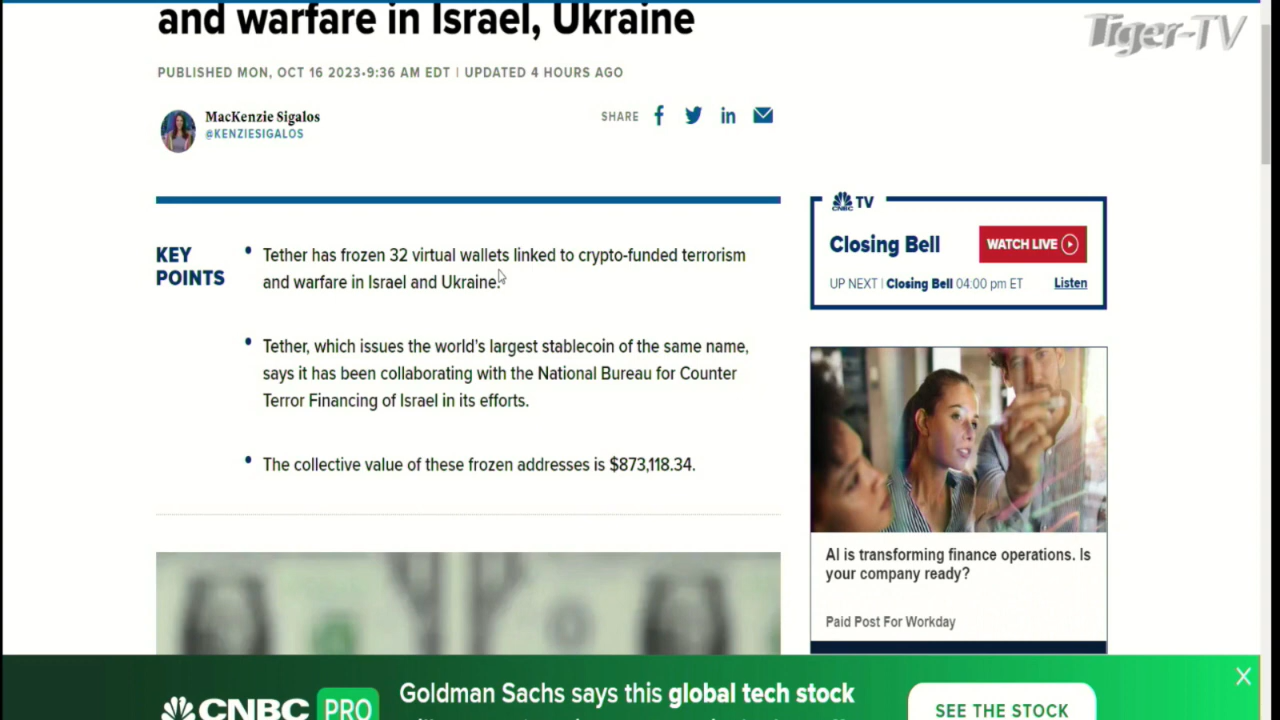 and warfare in Israel, Ukraine
Tiger-TV
PUBLISHED MON, OCT 16 2023•9:36 AM EDT | UPDATED 4 HOURS AGO
MacKenzie Sigalos
@KENZIESIGALOS
SHARE
KEY
POINTS
• Tether has frozen 32 virtual wallets linked to crypto-funded terrorism
and warfare in Israel and Ukraine.
• Tether, which issues the world's largest stablecoin of the same name,
says it has been collaborating with the National Bureau for Counter
Terror Financing of Israel in its efforts.
• The collective value of these frozen addresses is $873,118.34.
CNBC TV
Closing Bell
WATCH LIVE
UP NEXT | Closing Bell 04:00 pm ET
Listen
AI is transforming finance operations. Is
your company ready?
Paid Post For Workday
CNBC PRO
Goldman Sachs says this global tech stock
SEE THE STOCK